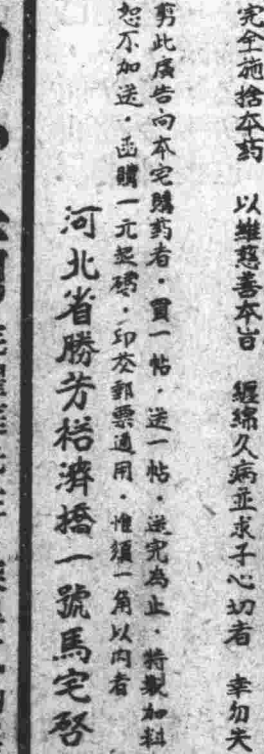 完全施捨本药　以維慈善本旨　纏綿久病並求子心切者　幸勿失
剪此廣告向本宅購药者・買一帖・送一帖・送完為止・特製加料
恕不加送・函購一元起碼・印花郵票通用・惟須一角以内者
河北省勝芳榙濟橋一號馬宅啓